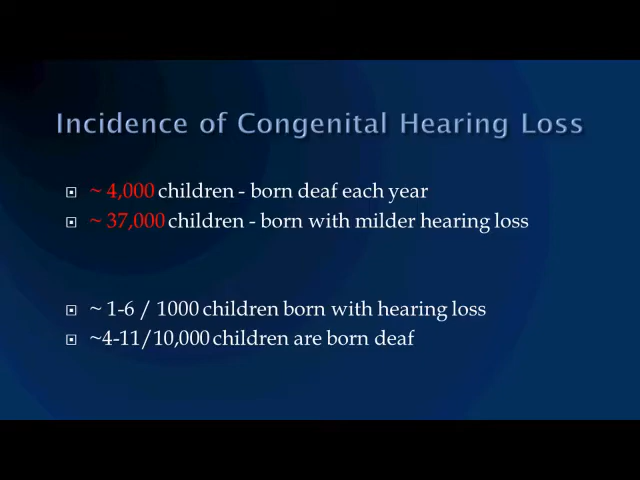 Incidence of Congenital Hearing Loss
~ 4,000 children - born deaf each year
~ 37,000 children - born with milder hearing loss
~ 1-6 / 1000 children born with hearing loss
~4-11/10,000 children are born deaf